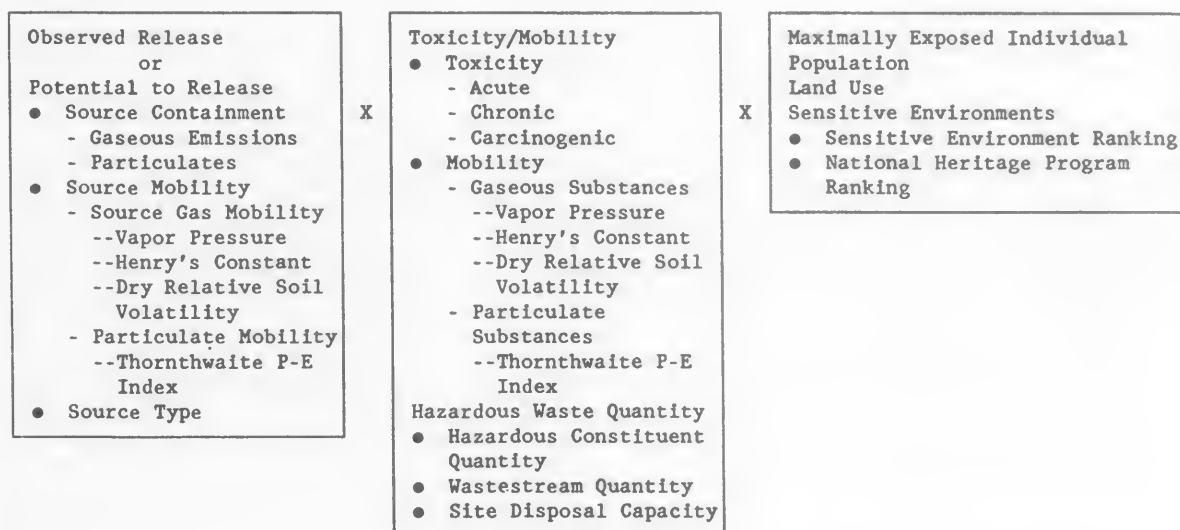 Observed Release
or
Potential to Release
● Source Containment
- Gaseous Emissions
- Particulates
● Source Mobility
- Source Gas Mobility
--Vapor Pressure
--Henry's Constant
--Dry Relative Soil
Volatility
- Particulate Mobility
--Thornthwaite P-E
Index
● Source Type
X
Toxicity/Mobility
● Toxicity
- Acute
- Chronic
- Carcinogenic
● Mobility
- Gaseous Substances
--Vapor Pressure
--Henry's Constant
--Dry Relative Soil
Volatility
- Particulate
Substances
--Thornthwaite P-E
Index
Hazardous Waste Quantity
● Hazardous Constituent
Quantity
● Wastestream Quantity
● Site Disposal Capacity
X
Maximally Exposed Individual
Population
Land Use
Sensitive Environments
● Sensitive Environment Ranking
● National Heritage Program
Ranking